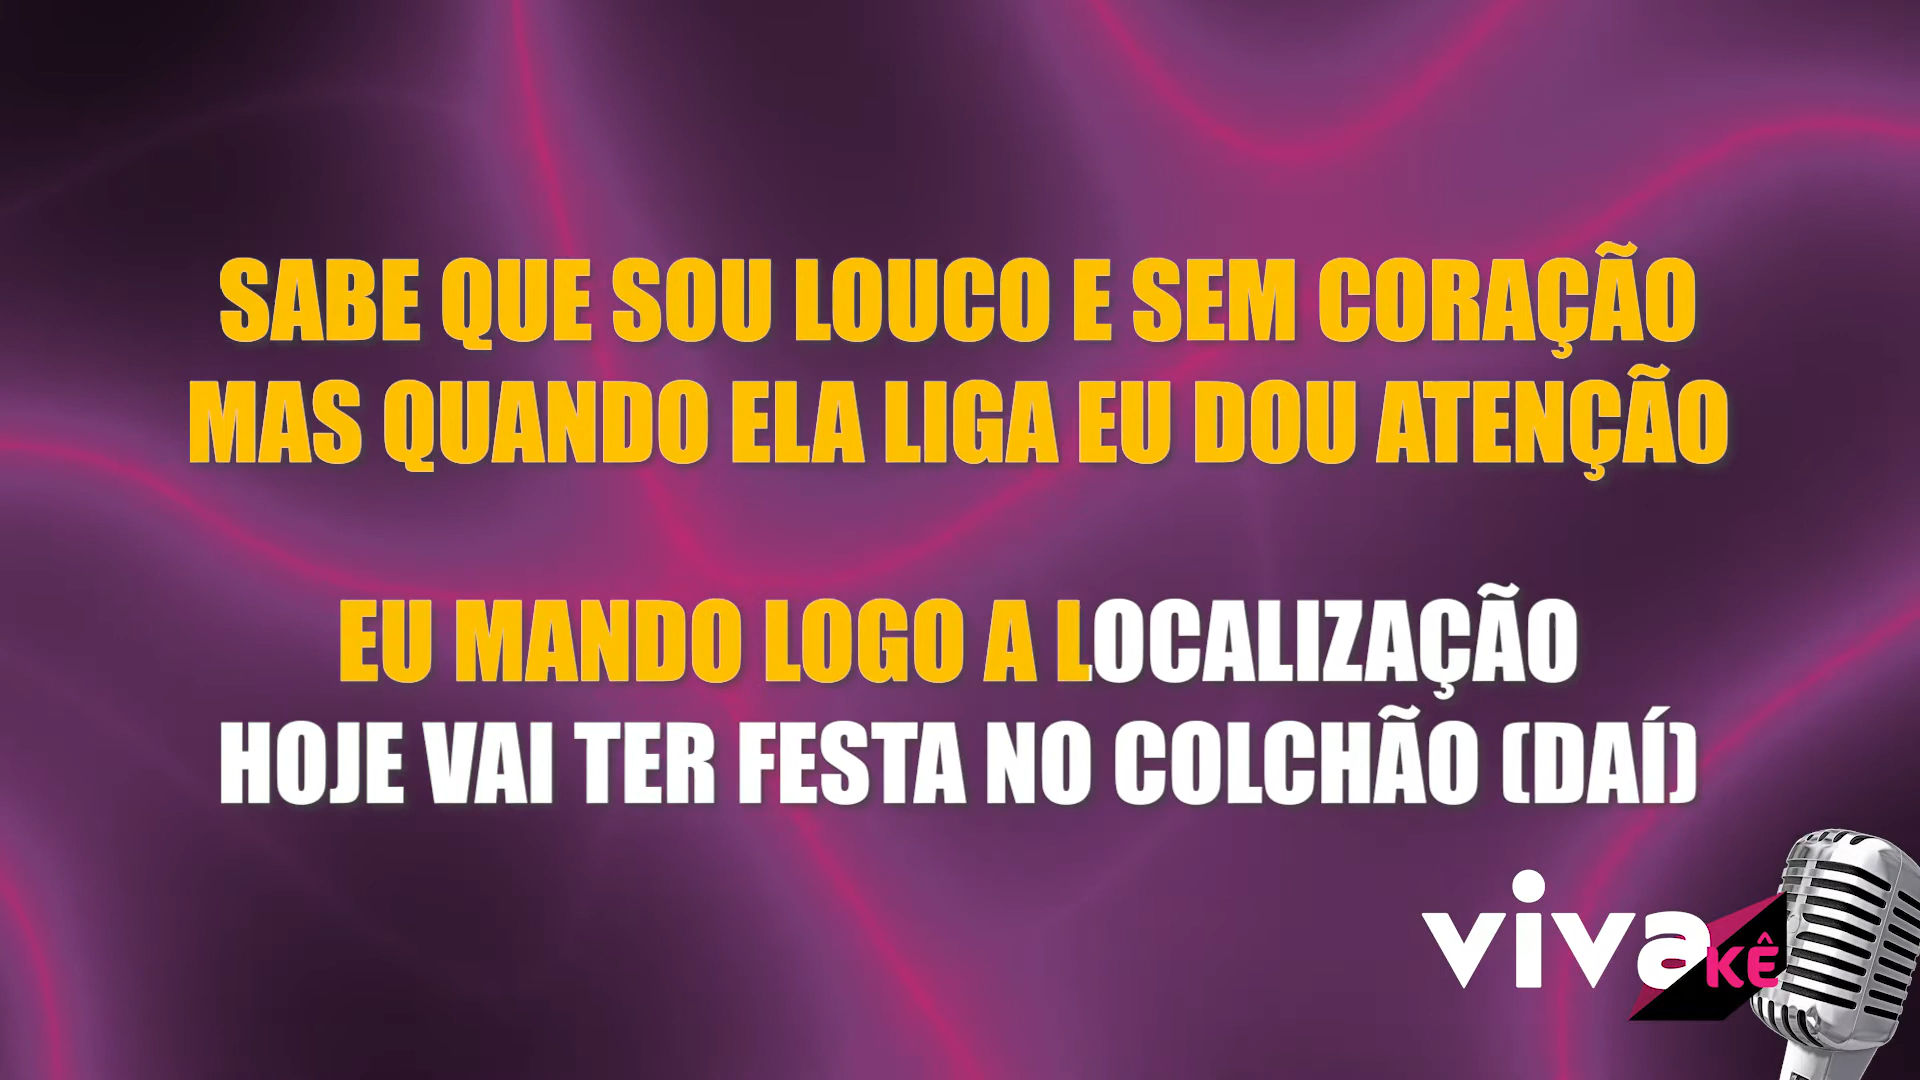 SABE QUE SOU LOUCO E SEM CORAÇÃO
MAS QUANDO ELA LIGA EU DOU ATENÇÃO
EU MANDO LOGO A LOCALIZAÇÃO
HOJE VAI TER FESTA NO COLCHÃO (DAÍ)
viva
KÊ